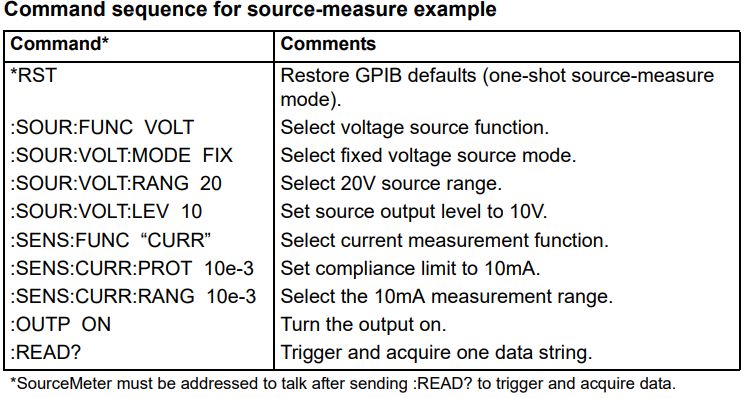 Command sequence for source-measure example
Command* Comments
*RST Restore GPIB defaults (one-shot source-measure
mode).
:SOUR:FUNC VOLT Select voltage source function.
:SOUR:VOLT:MODE FIX Select fixed voltage source mode.
:SOUR:VOLT:RANG 20 Select 20V source range.
:SOUR:VOLT:LEV 10 Set source output level to 10V.
:SENS:FUNC “CURR” Select current measurement function.
:SENS:CURR:PROT 10e-3 Set compliance limit to 10mA.
:SENS:CURR:RANG 10e-3 Select the 10mA measurement range.
:OUTP ON Turn the output on.
:READ? Trigger and acquire one data string.
*SourceMeter must be addressed to talk after sending :READ? to trigger and acquire data.